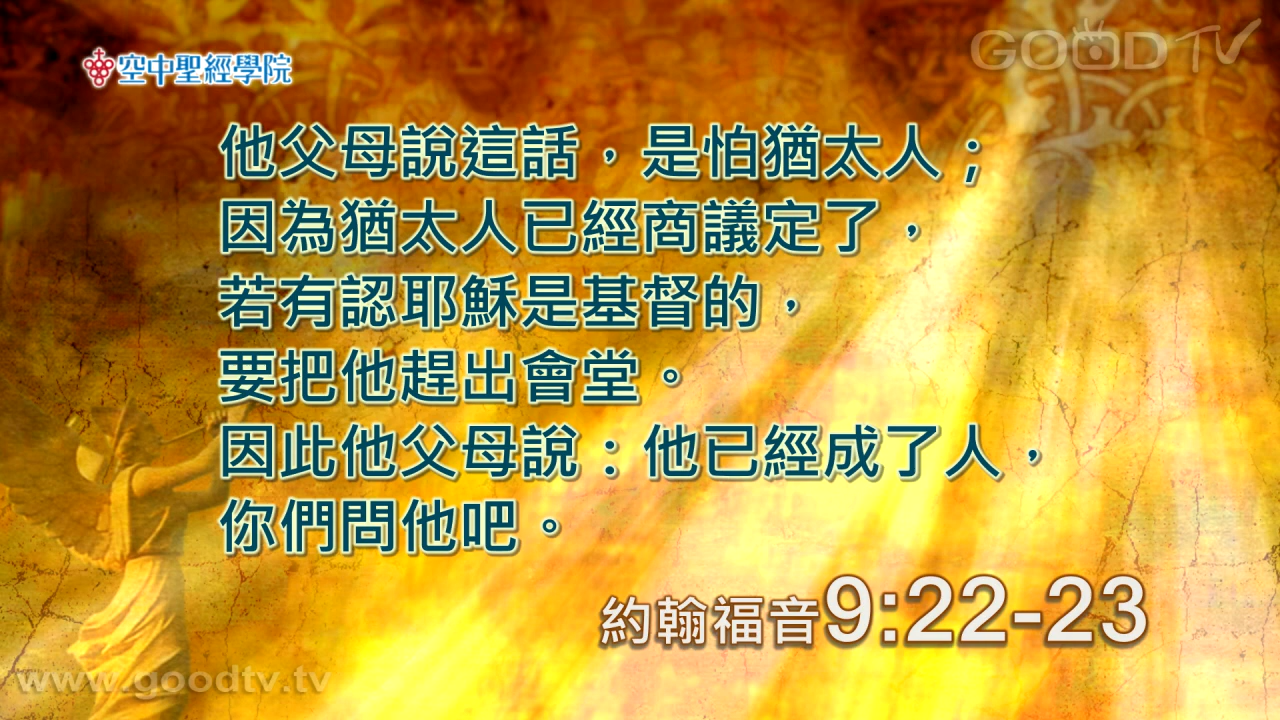 空中聖經學院
GOOD TV
他父母說這話，是怕猶太人；
因為猶太人已經商議定了，
若有認耶穌是基督的，
要把他趕出會堂。
因此他父母說：他已經成了人，
你們問他吧。
約翰福音9:22-23
www.goodtv.tv